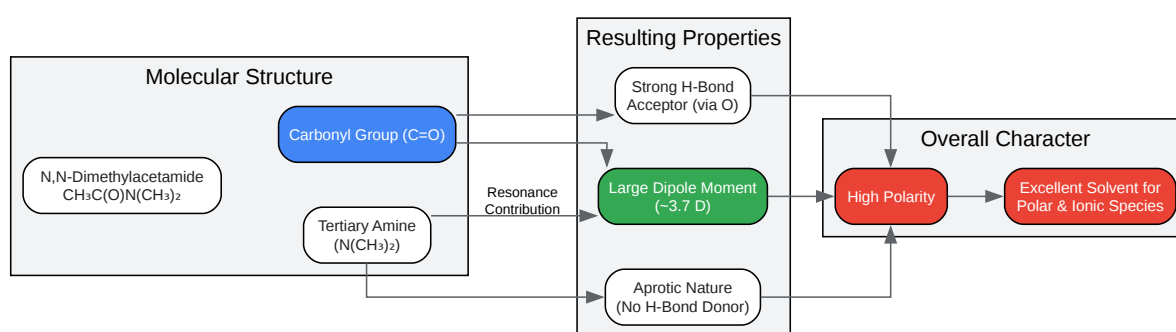 Molecular Structure
N,N-Dimethylacetamide
CH₃C(O)N(CH₃)₂
Carbonyl Group (C=O)
Tertiary Amine
(N(CH₃)₂)
Resonance
Contribution
Resulting Properties
Strong H-Bond
Acceptor (via O)
Large Dipole Moment
(~3.7 D)
Aprotic Nature
(No H-Bond Donor)
Overall Character
High Polarity
Excellent Solvent for
Polar & Ionic Species